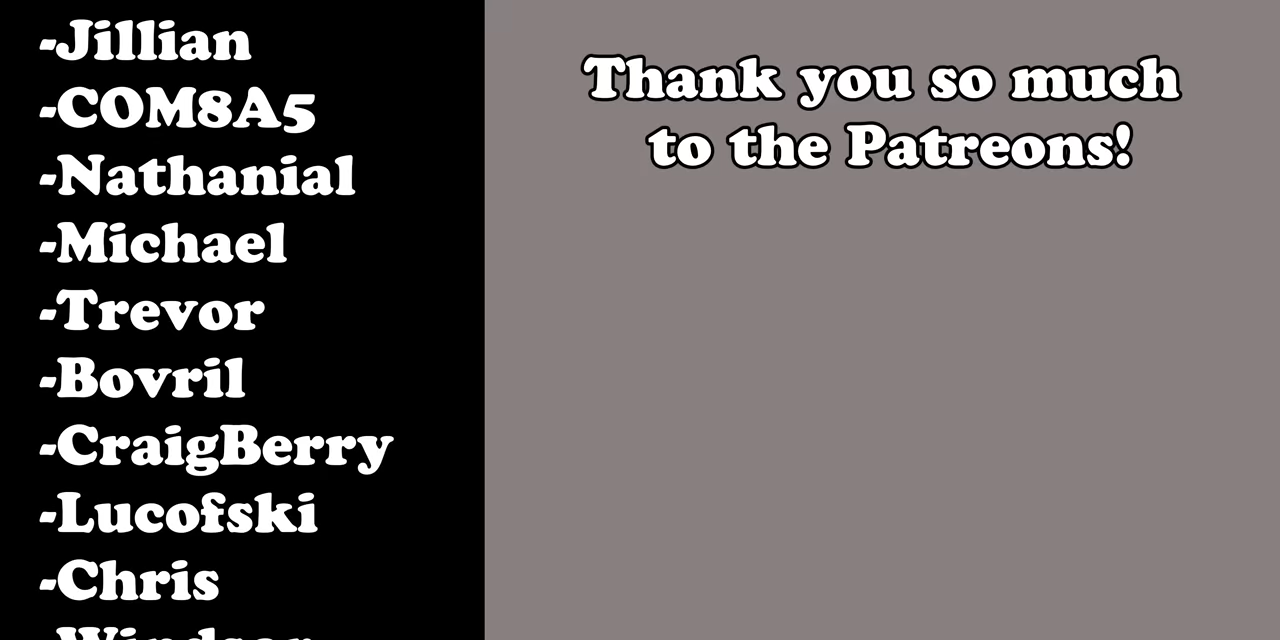 -Jillian
-COM8A5
-Nathanial
-Michael
-Trevor
-Bovril
-CraigBerry
-Lucofski
-Chris
Thank you so much
to the Patreons!